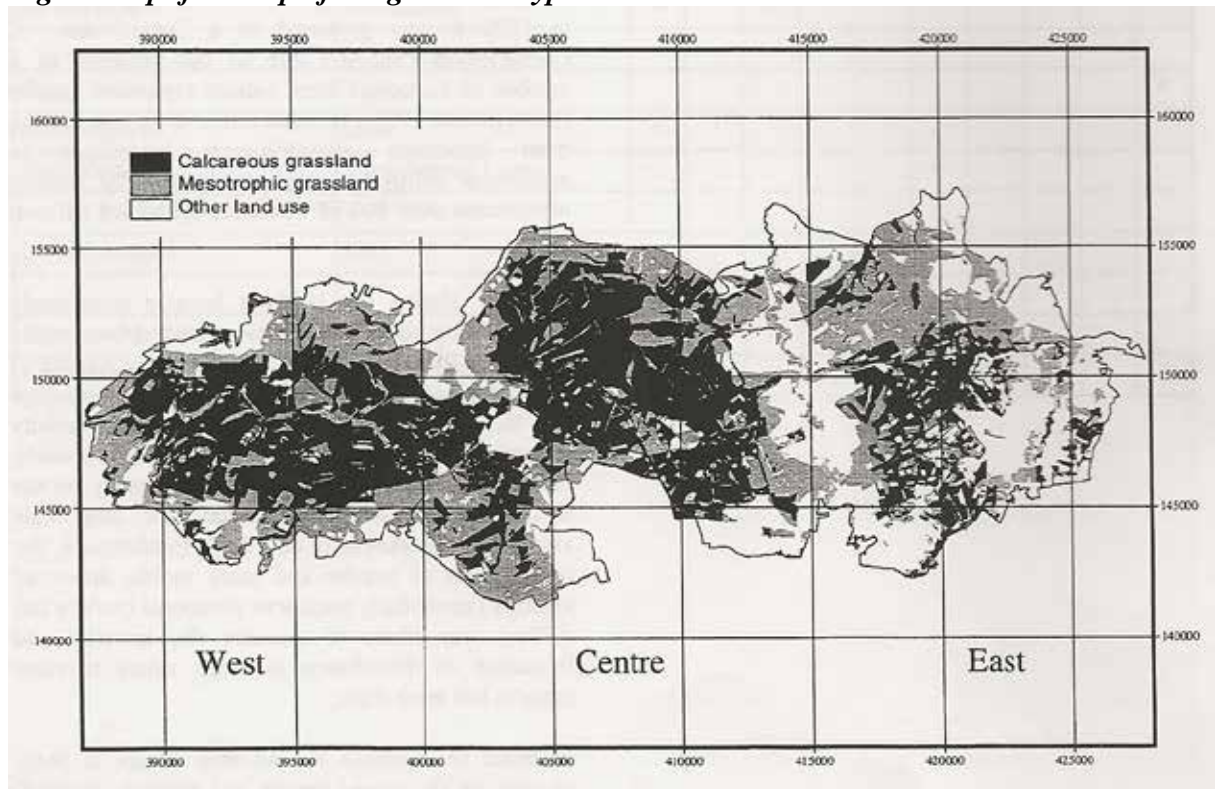 390000 395000 400000 405000 410000 415000 420000 425000
160000 160000
Calcareous grassland
Mesotrophic grassland
Other land use
155000 155000
150000 150000
145000 145000
140000 140000
West Centre East
390000 395000 400000 405000 410000 415000 420000 425000